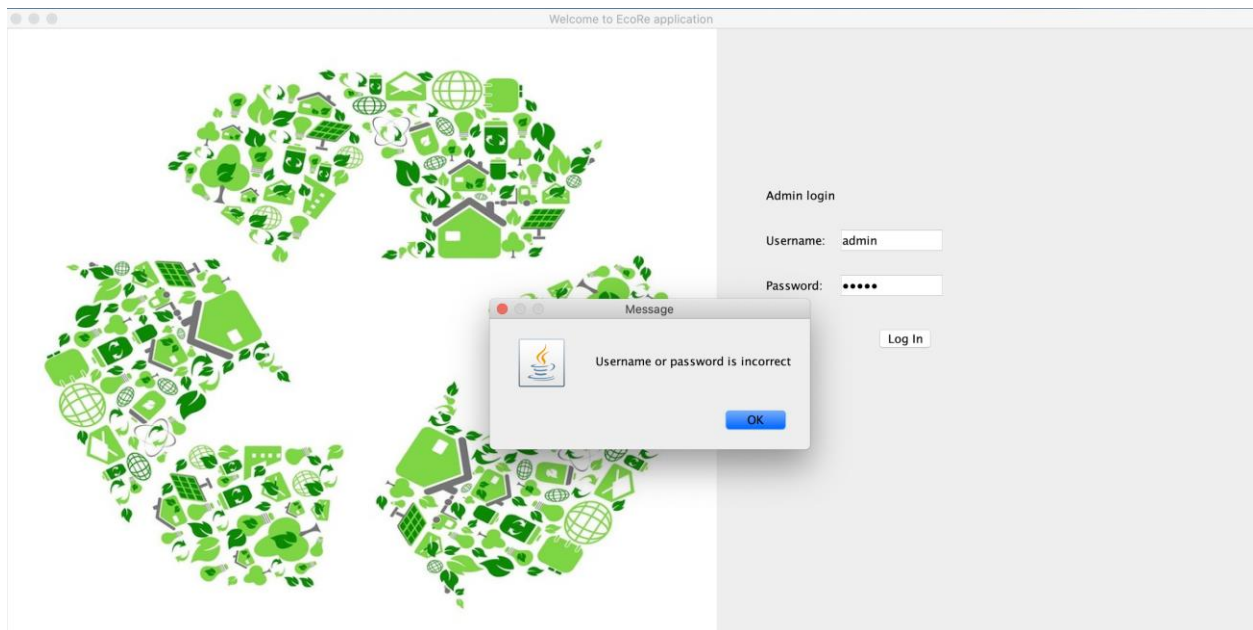 Welcome to EcoRe application
Admin login
Username: admin
Password: •••••
Log In
Message
Username or password is incorrect
OK